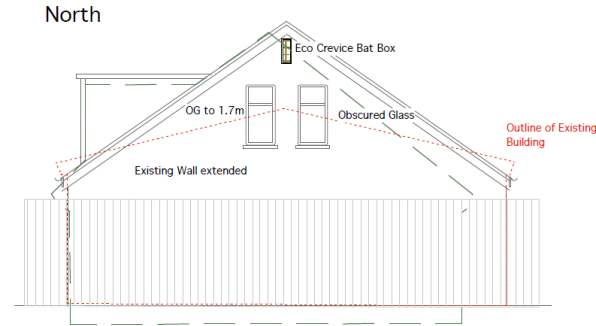 North
Eco Crevice Bat Box
OG to 1.7m
Obscured Glass
Outline of Existing
Building
Existing Wall extended